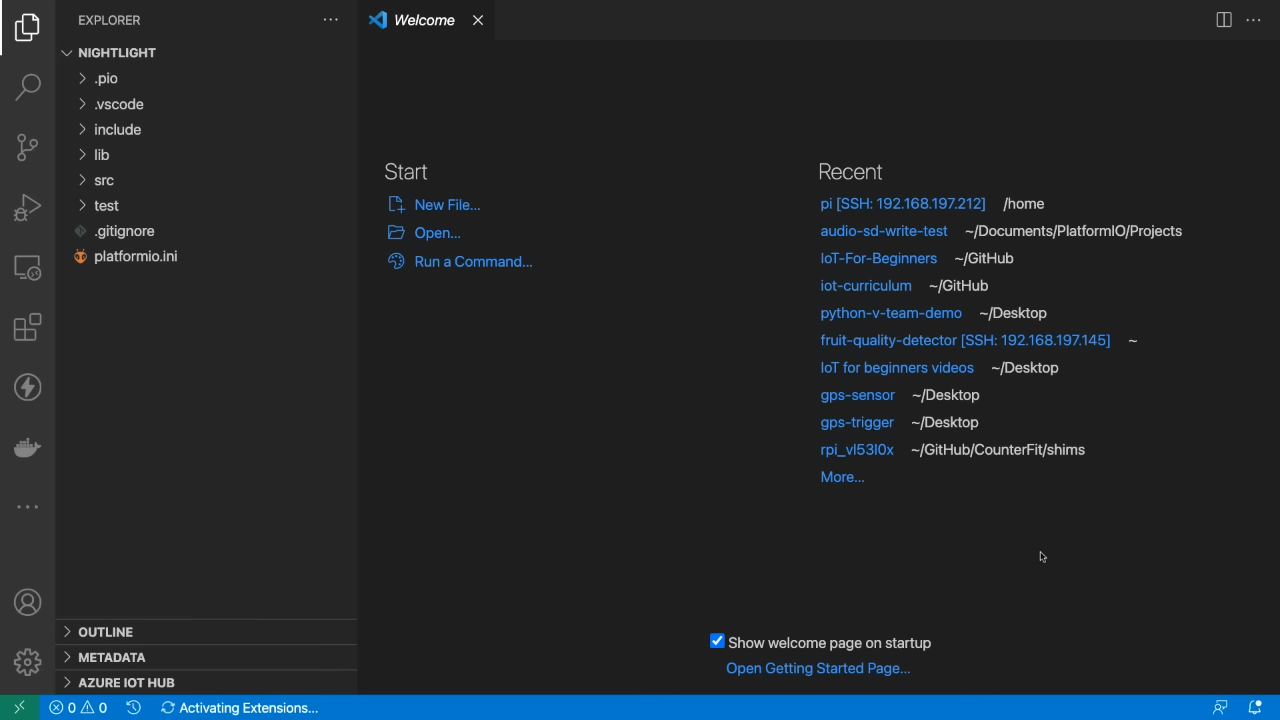 EXPLORER
Welcome
NIGHTLIGHT
.pio
.vscode
include
lib
src
test
.gitignore
platformio.ini
Start
New File...
Open...
Run a Command...
Recent
pi [SSH: 192.168.197.212] /home
audio-sd-write-test ~/Documents/PlatformIO/Projects
IoT-For-Beginners ~/GitHub
iot-curriculum ~/GitHub
python-v-team-demo ~/Desktop
fruit-quality-detector [SSH: 192.168.197.145] ~
IoT for beginners videos ~/Desktop
gps-sensor ~/Desktop
gps-trigger ~/Desktop
rpi_vl53l0x ~/GitHub/CounterFit/shims
More...
Show welcome page on startup
Open Getting Started Page...
OUTLINE
METADATA
AZURE IOT HUB
0 0 Activating Extensions...